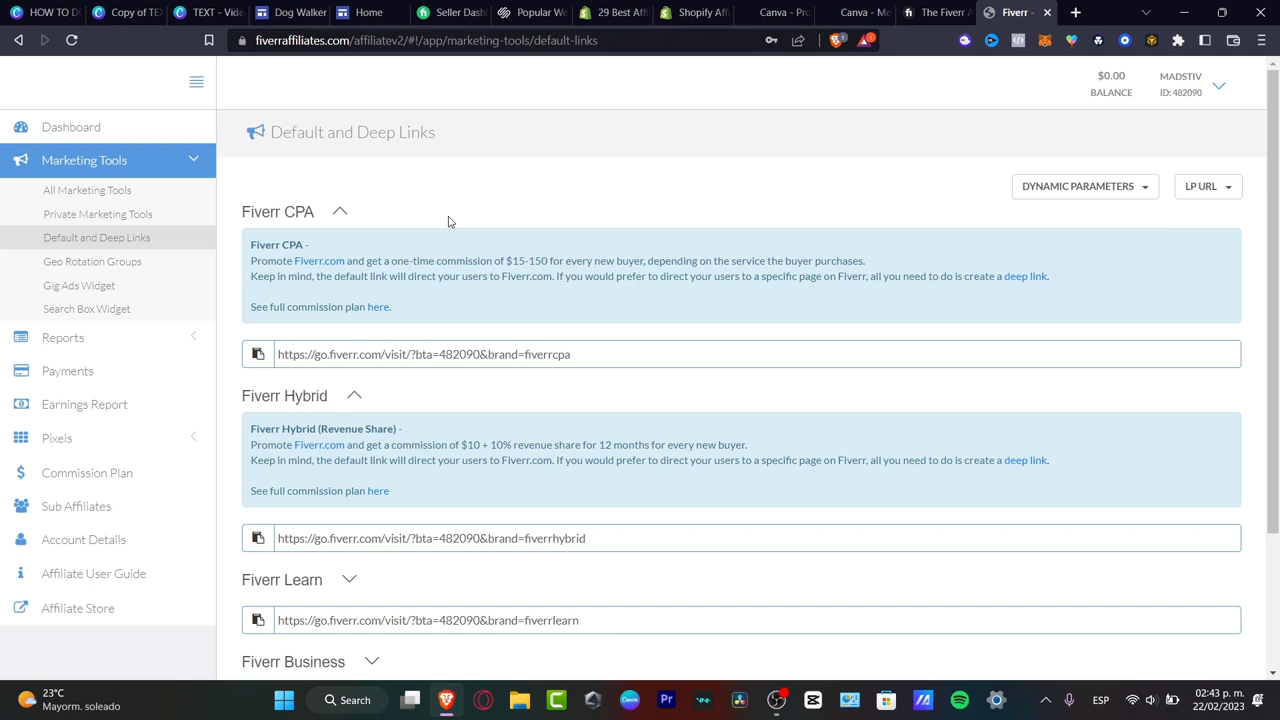 HOW TO DO
Copy of TEX
TEXT - Vide
Dog Walker
Home
Seller Dash
Popular We
29 Best Affi
Shopify Aff
Canva - Pro
Canva - Me
The Fiverr A
Fiverr -
fiverraffiliates.com/affiliatev2/#!/app/marketing-tools/default-links
$0.00
BALANCE
MADSTIV
ID: 482090
Dashboard
Marketing Tools
All Marketing Tools
Private Marketing Tools
Default and Deep Links
Geo Rotation Groups
Gig Ads Widget
Search Box Widget
Reports
Payments
Earnings Report
Pixels
Commission Plan
Sub Affiliates
Account Details
Affiliate User Guide
Affiliate Store
Default and Deep Links
DYNAMIC PARAMETERS
LP URL
Fiverr CPA
Fiverr CPA -
Promote Fiverr.com and get a one-time commission of $15-150 for every new buyer, depending on the service the buyer purchases.
Keep in mind, the default link will direct your users to Fiverr.com. If you would prefer to direct your users to a specific page on Fiverr, all you need to do is create a deep link.
See full commission plan here.
https://go.fiverr.com/visit/?bta=482090&brand=fiverrcpa
Fiverr Hybrid
Fiverr Hybrid (Revenue Share) -
Promote Fiverr.com and get a commission of $10 + 10% revenue share for 12 months for every new buyer.
Keep in mind, the default link will direct your users to Fiverr.com. If you would prefer to direct your users to a specific page on Fiverr, all you need to do is create a deep link.
See full commission plan here
https://go.fiverr.com/visit/?bta=482090&brand=fiverrhybrid
Fiverr Learn
https://go.fiverr.com/visit/?bta=482090&brand=fiverrlearn
Fiverr Business
23°C
Mayorm. soleado
Search
ESP
02:43 p. m.
22/02/2023